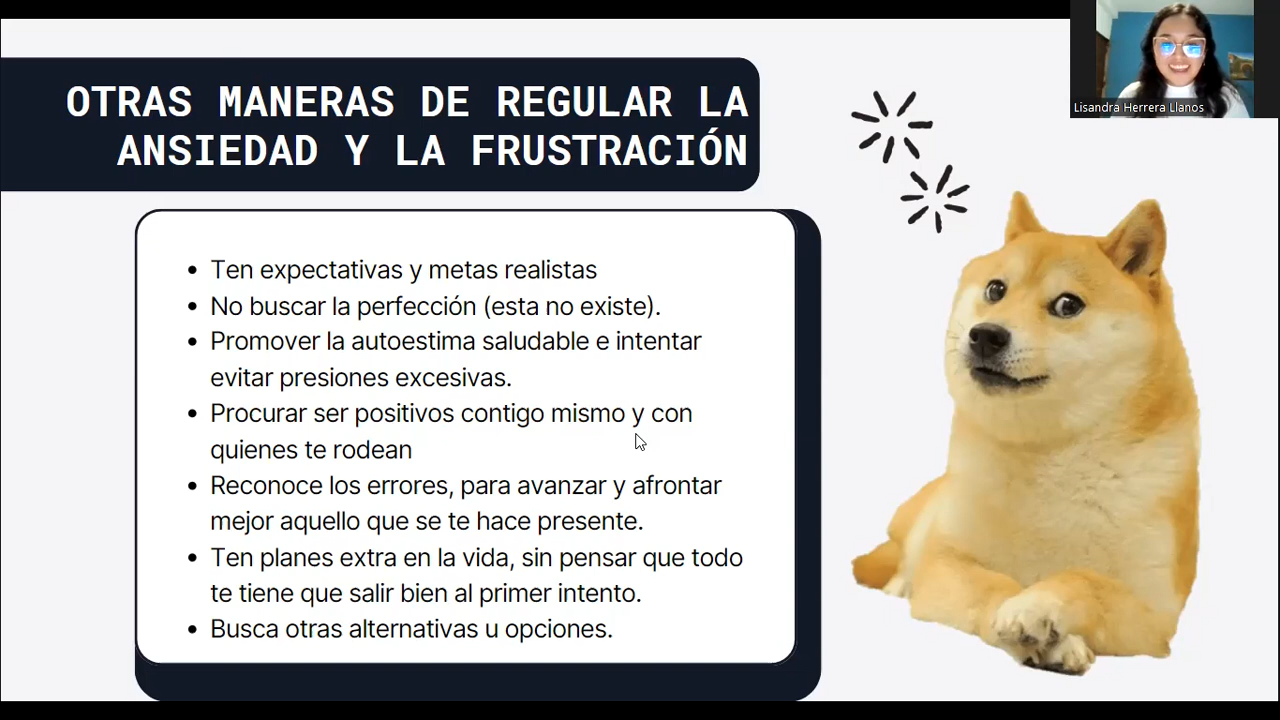 OTRAS MANERAS DE REGULAR LA
ANSIEDAD Y LA FRUSTRACIÓN
Lisandra Herrera Llanos
• Ten expectativas y metas realistas
• No buscar la perfección (esta no existe).
• Promover la autoestima saludable e intentar
evitar presiones excesivas.
• Procurar ser positivos contigo mismo y con
quienes te rodean
• Reconoce los errores, para avanzar y afrontar
mejor aquello que se te hace presente.
• Ten planes extra en la vida, sin pensar que todo
te tiene que salir bien al primer intento.
• Busca otras alternativas u opciones.